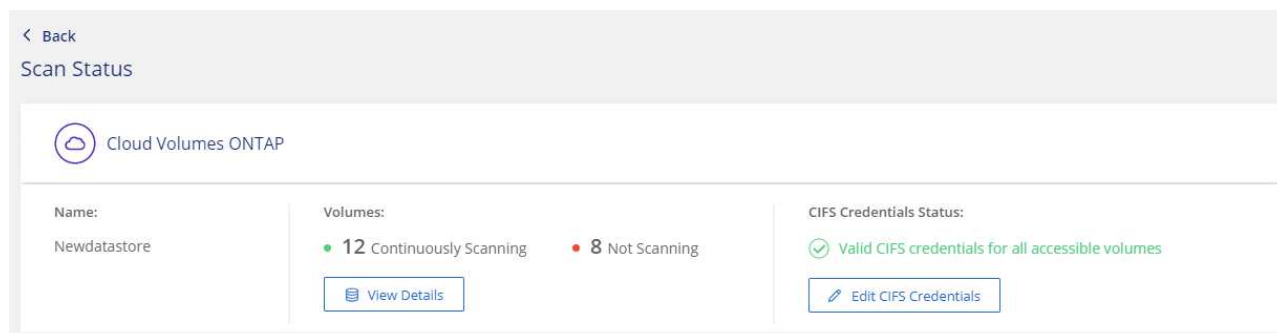 Back
Scan Status
Cloud Volumes ONTAP
Name:
Newdatastore
Volumes:
12 Continuously Scanning
8 Not Scanning
View Details
CIFS Credentials Status:
Valid CIFS credentials for all accessible volumes
Edit CIFS Credentials